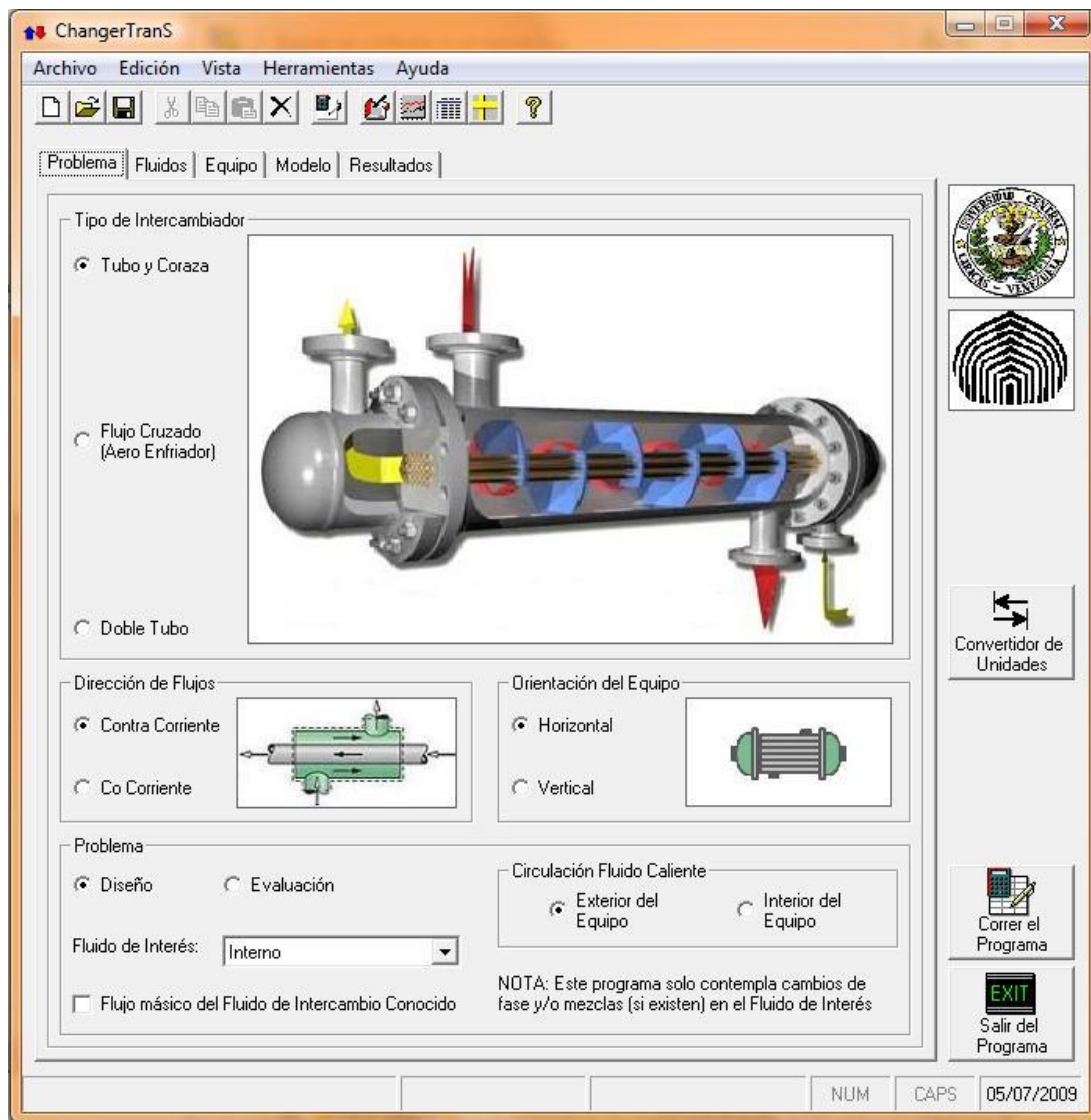 ChangerTranS
Archivo Edición Vista Herramientas Ayuda
Problema Fluidos Equipo Modelo Resultados
Tipo de Intercambiador
Tubo y Coraza
Flujo Cruzado
(Aero Enfriador)
Doble Tubo
Dirección de Flujos
Contra Corriente
Co Corriente
Orientación del Equipo
Horizontal
Vertical
Problema
Diseño
Evaluación
Fluido de Interés:
Interno
Flujo másico del Fluido de Intercambio Conocido
Circulación Fluido Caliente
Exterior del
Equipo
Interior del
Equipo
NOTA: Este programa solo contempla cambios de
fase y/o mezclas (si existen) en el Fluido de Interés
UNIVERSIDAD CENTRAL
CARACAS - VENEZUELA
Convertidor de
Unidades
Correr el
Programa
EXIT
Salir del
Programa
NUM CAPS 05/07/2009